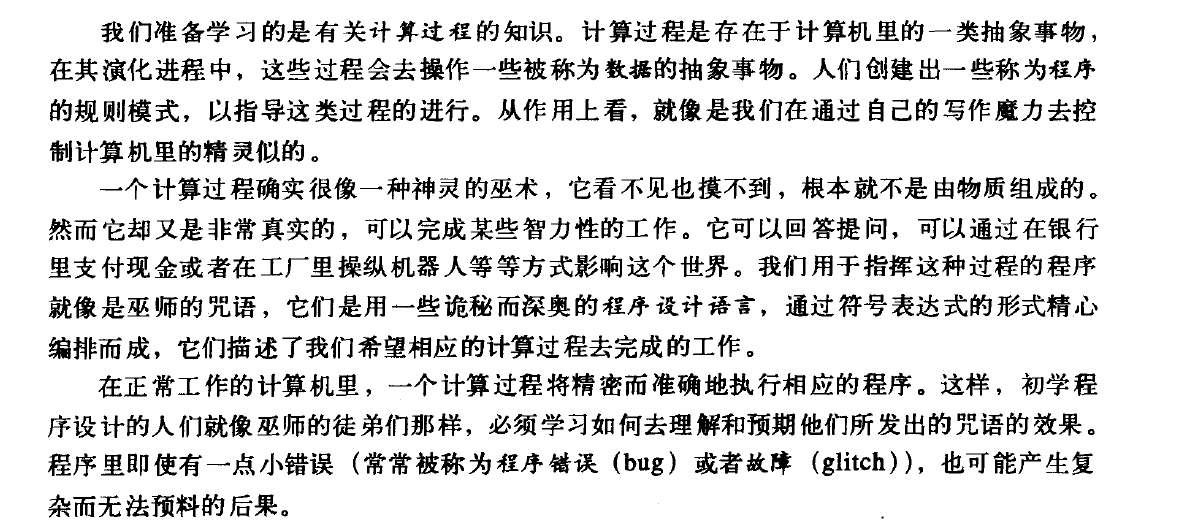 我们准备学习的是有关计算过程的知识。计算过程是存在于计算机里的一类抽象事物，
在其演化进程中，这些过程会去操作一些被称为数据的抽象事物。人们创建出一些称为程序
的规则模式，以指导这类过程的进行。从作用上看，就像是我们在通过自己的写作魔力去控
制计算机里的精灵似的。
一个计算过程确实很像一种神灵的巫术，它看不见也摸不到，根本就不是由物质组成的。
然而它却又是非常真实的，可以完成某些智力性的工作。它可以回答提问，可以通过在银行
里支付现金或者在工厂里操纵机器人等等方式影响这个世界。我们用于指挥这种过程的程序
就像是巫师的咒语，它们是用一些诡秘而深奥的程序设计语言，通过符号表达式的形式精心
编排而成，它们描述了我们希望相应的计算过程去完成的工作。
在正常工作的计算机里，一个计算过程将精密而准确地执行相应的程序。这样，初学程
序设计的人们就像巫师的徒弟们那样，必须学习如何去理解和预期他们所发出的咒语的效果。
程序里即使有一点小错误（常常被称为程序错误（bug）或者故障（glitch）），也可能产生复
杂而无法预料的后果。